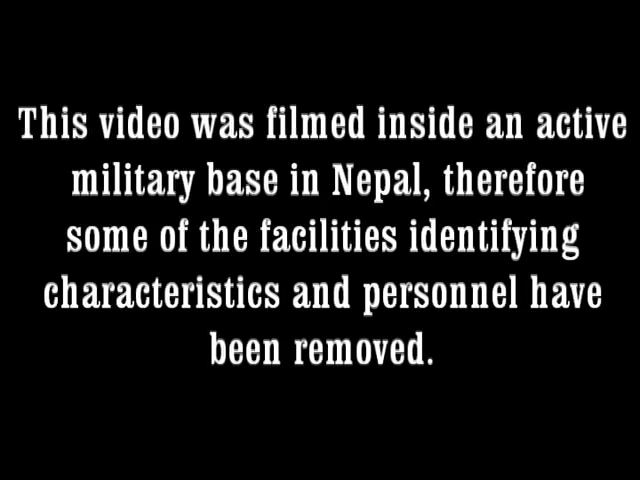 This video was filmed inside an active
military base in Nepal, therefore
some of the facilities identifying
characteristics and personnel have
been removed.